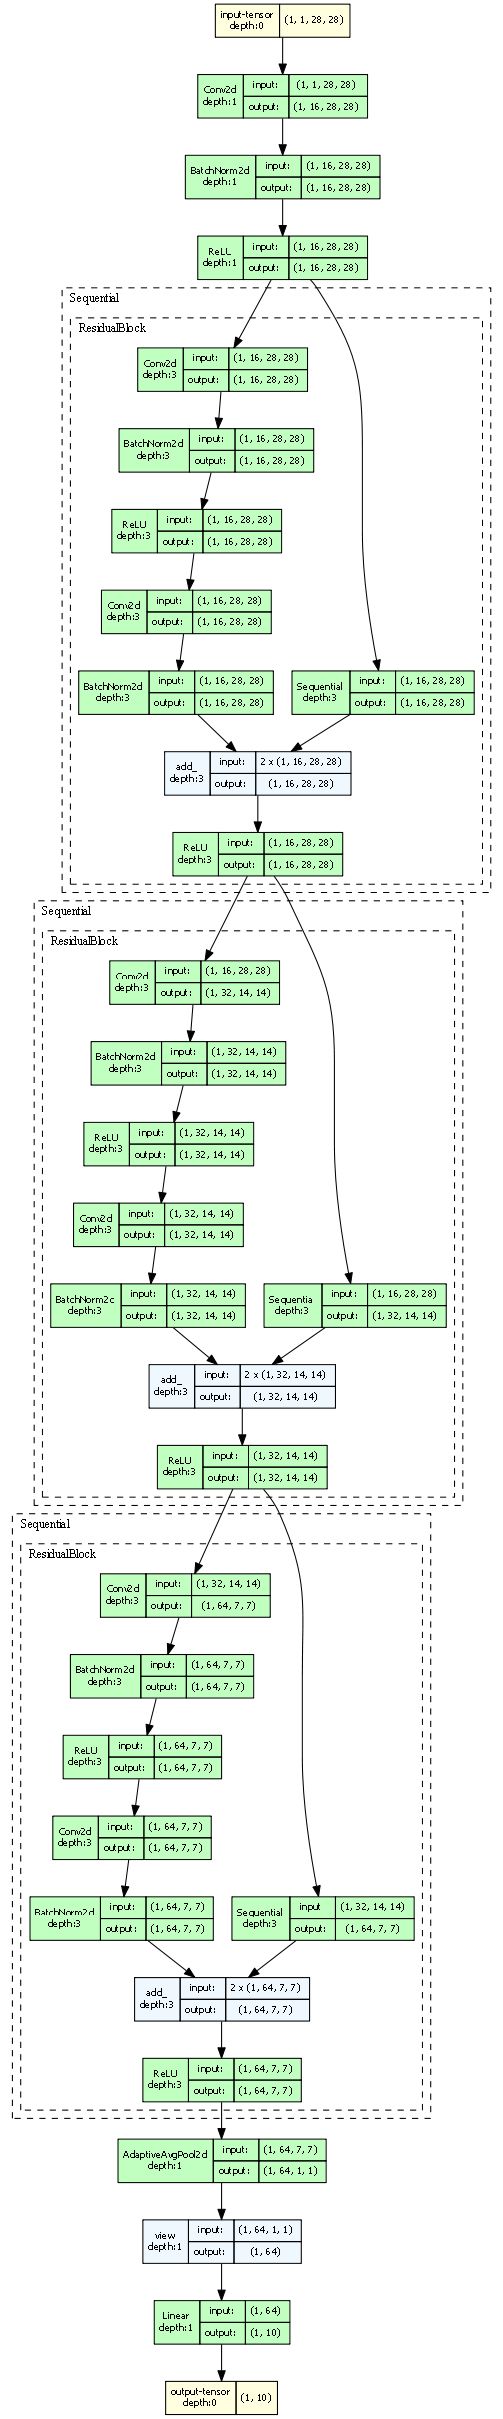 input-tensor
depth:0
(1, 1, 28, 28)
Conv2d
depth:1
input:
(1, 1, 28, 28)
output:
(1, 16, 28, 28)
BatchNorm2d
depth:1
input:
(1, 16, 28, 28)
output:
(1, 16, 28, 28)
ReLU
depth:1
input:
(1, 16, 28, 28)
output:
(1, 16, 28, 28)
Sequential
ResidualBlock
Conv2d
depth:3
input:
(1, 16, 28, 28)
output:
(1, 16, 28, 28)
BatchNorm2d
depth:3
input:
(1, 16, 28, 28)
output:
(1, 16, 28, 28)
ReLU
depth:3
input:
(1, 16, 28, 28)
output:
(1, 16, 28, 28)
Conv2d
depth:3
input:
(1, 16, 28, 28)
output:
(1, 16, 28, 28)
BatchNorm2d
depth:3
input:
(1, 16, 28, 28)
output:
(1, 16, 28, 28)
Sequential
depth:3
input:
(1, 16, 28, 28)
output:
(1, 16, 28, 28)
add_
depth:3
input:
2 x (1, 16, 28, 28)
output:
(1, 16, 28, 28)
ReLU
depth:3
input:
(1, 16, 28, 28)
output:
(1, 16, 28, 28)
Sequential
ResidualBlock
Conv2d
depth:3
input:
(1, 16, 28, 28)
output:
(1, 32, 14, 14)
BatchNorm2d
depth:3
input:
(1, 32, 14, 14)
output:
(1, 32, 14, 14)
ReLU
depth:3
input:
(1, 32, 14, 14)
output:
(1, 32, 14, 14)
Conv2d
depth:3
input:
(1, 32, 14, 14)
output:
(1, 32, 14, 14)
BatchNorm2c
depth:3
input:
(1, 32, 14, 14)
output:
(1, 32, 14, 14)
Sequentia
depth:3
input:
(1, 16, 28, 28)
output:
(1, 32, 14, 14)
add_
depth:3
input:
2 x (1, 32, 14, 14)
output:
(1, 32, 14, 14)
ReLU
depth:3
input:
(1, 32, 14, 14)
output:
(1, 32, 14, 14)
Sequential
ResidualBlock
Conv2d
depth:3
input:
(1, 32, 14, 14)
output:
(1, 64, 7, 7)
BatchNorm2d
depth:3
input:
(1, 64, 7, 7)
output:
(1, 64, 7, 7)
ReLU
depth:3
input:
(1, 64, 7, 7)
output:
(1, 64, 7, 7)
Conv2d
depth:3
input:
(1, 64, 7, 7)
output:
(1, 64, 7, 7)
BatchNorm2d
depth:3
input:
(1, 64, 7, 7)
output:
(1, 64, 7, 7)
Sequential
depth:3
input
(1, 32, 14, 14)
output:
(1, 64, 7, 7)
add_
depth:3
input:
2 x (1, 64, 7, 7)
output:
(1, 64, 7, 7)
ReLU
depth:3
input:
(1, 64, 7, 7)
output:
(1, 64, 7, 7)
AdaptiveAvgPool2d
depth:1
input:
(1, 64, 7, 7)
output:
(1, 64, 1, 1)
view
depth:1
input:
(1, 64, 1, 1)
output:
(1, 64)
Linear
depth:1
input:
(1, 64)
output:
(1, 10)
output-tensor
depth:0
(1, 10)